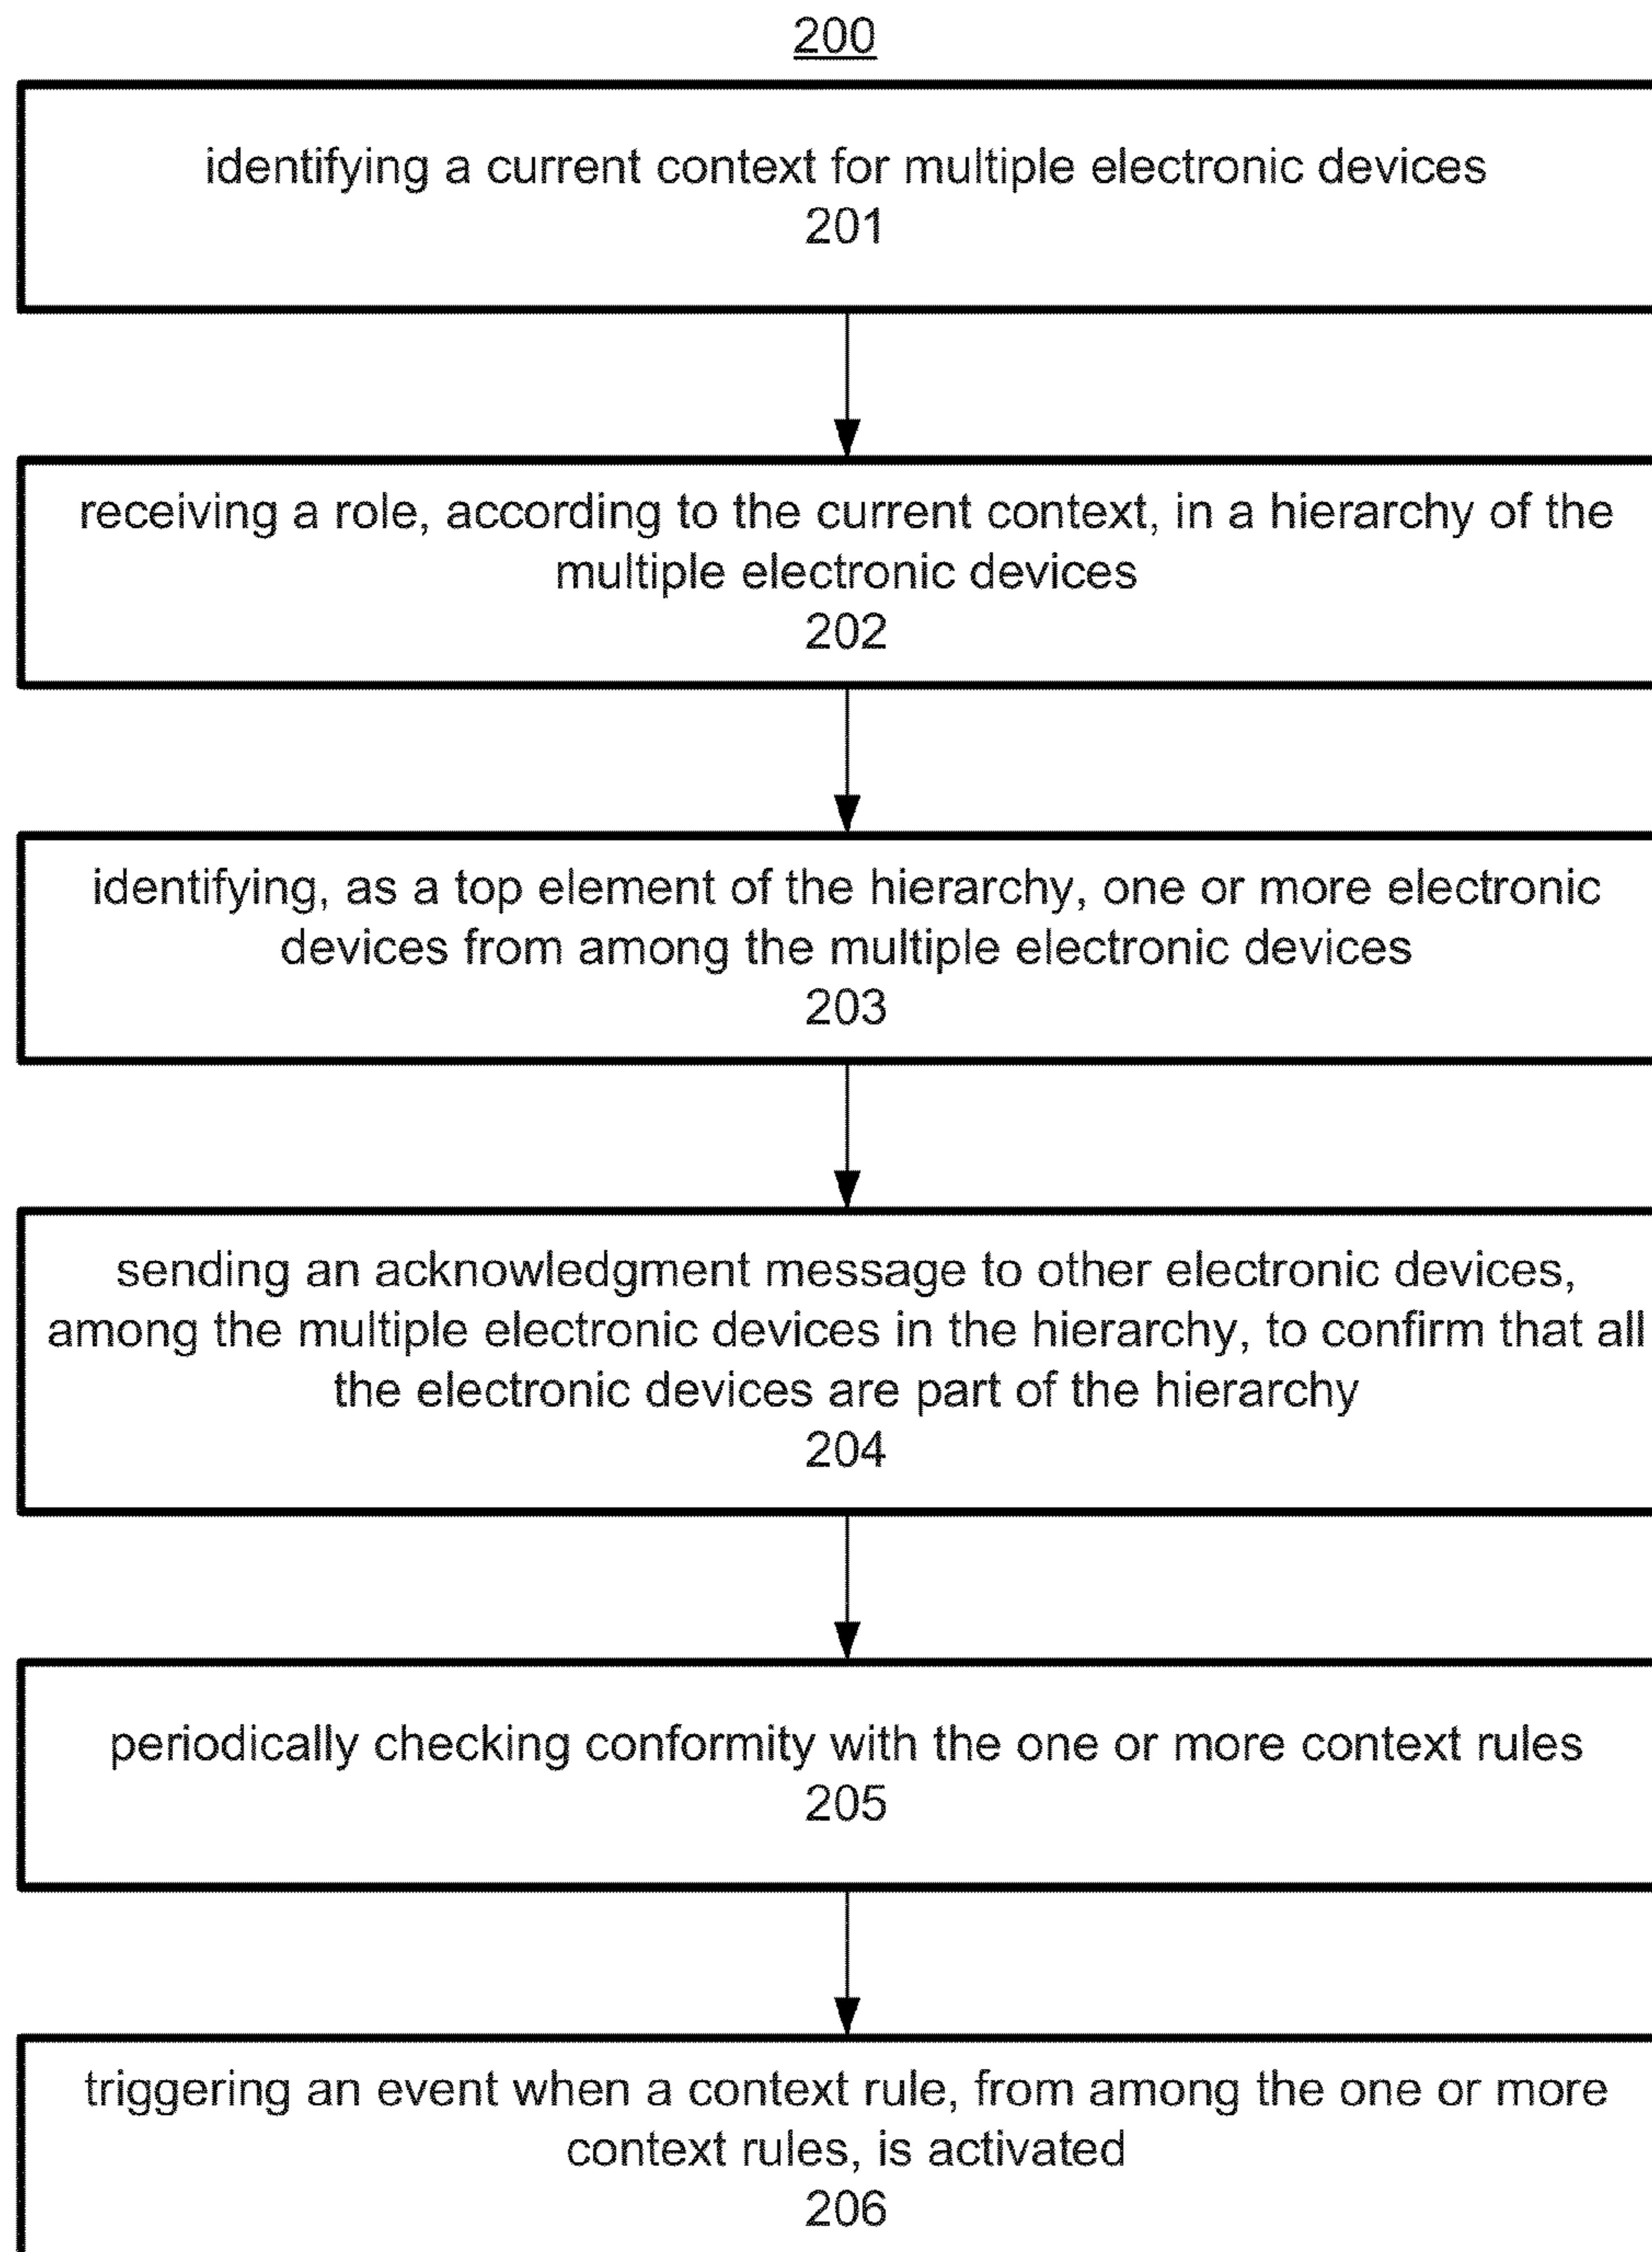 200
identifying a current context for multiple electronic devices
201
receiving a role, according to the current context, in a hierarchy of the
multiple electronic devices
202
identifying, as a top element of the hierarchy, one or more electronic
devices from among the multiple electronic devices
203
sending an acknowledgment message to other electronic devices,
among the multiple electronic devices in the hierarchy, to confirm that all
the electronic devices are part of the hierarchy
204
periodically checking conformity with the one or more context rules
205
triggering an event when a context rule, from among the one or more
context rules, is activated
206